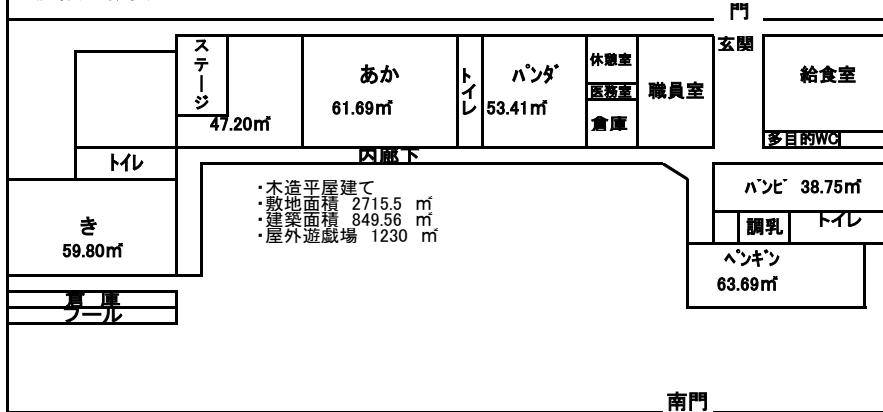 門
玄関
ステージ
47.20㎡
あか
61.69㎡
トイレ
パンダ
53.41㎡
休憩室
医務室
倉庫
職員室
給食室
多目的WC
トイレ
内廊下
バンビ 38.75㎡
調乳
トイレ
ペンギン
63.69㎡
き
59.80㎡
・木造平屋建て
・敷地面積 2715.5 ㎡
・建築面積 849.56 ㎡
・屋外遊戯場 1230 ㎡
倉 庫
プール
南門